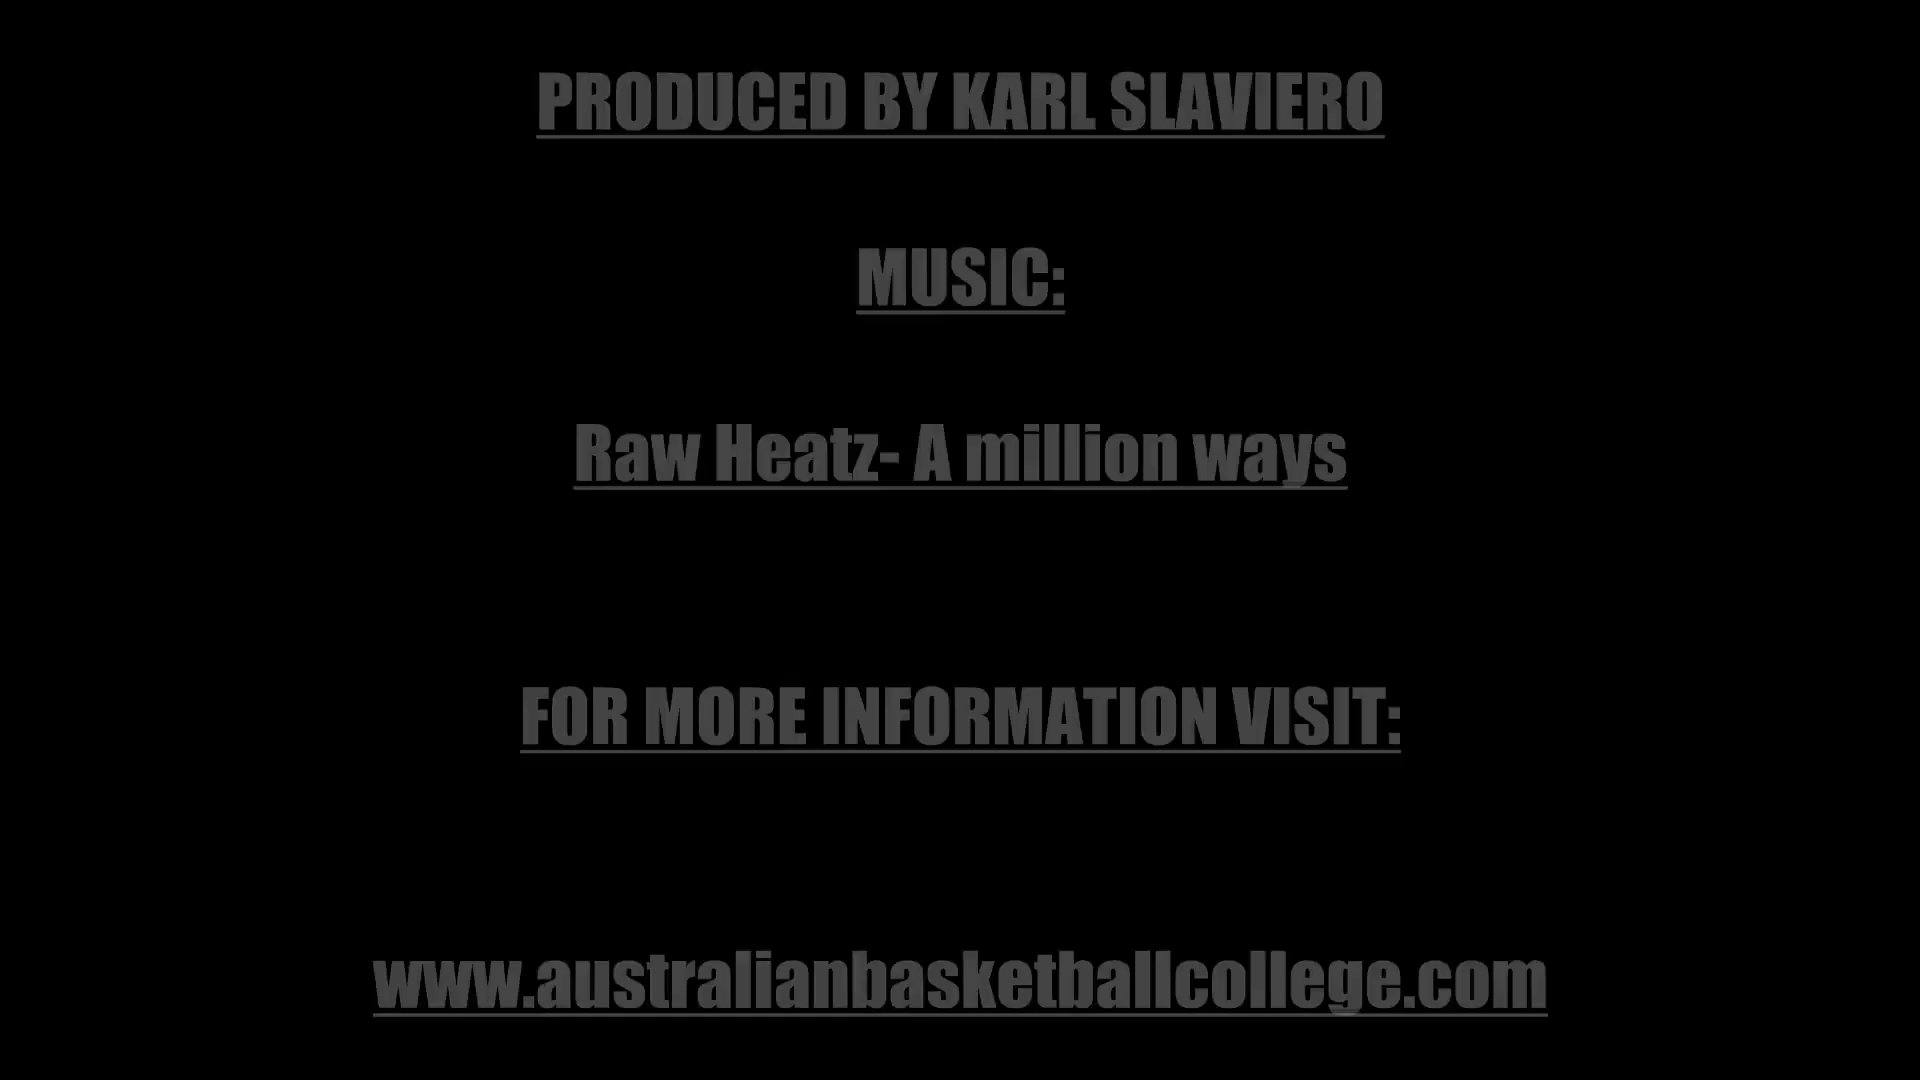 PRODUCED BY KARL SLAVIERO
MUSIC:
Raw Heatz- A million ways
FOR MORE INFORMATION VISIT:
www.australianbasketballcollege.com